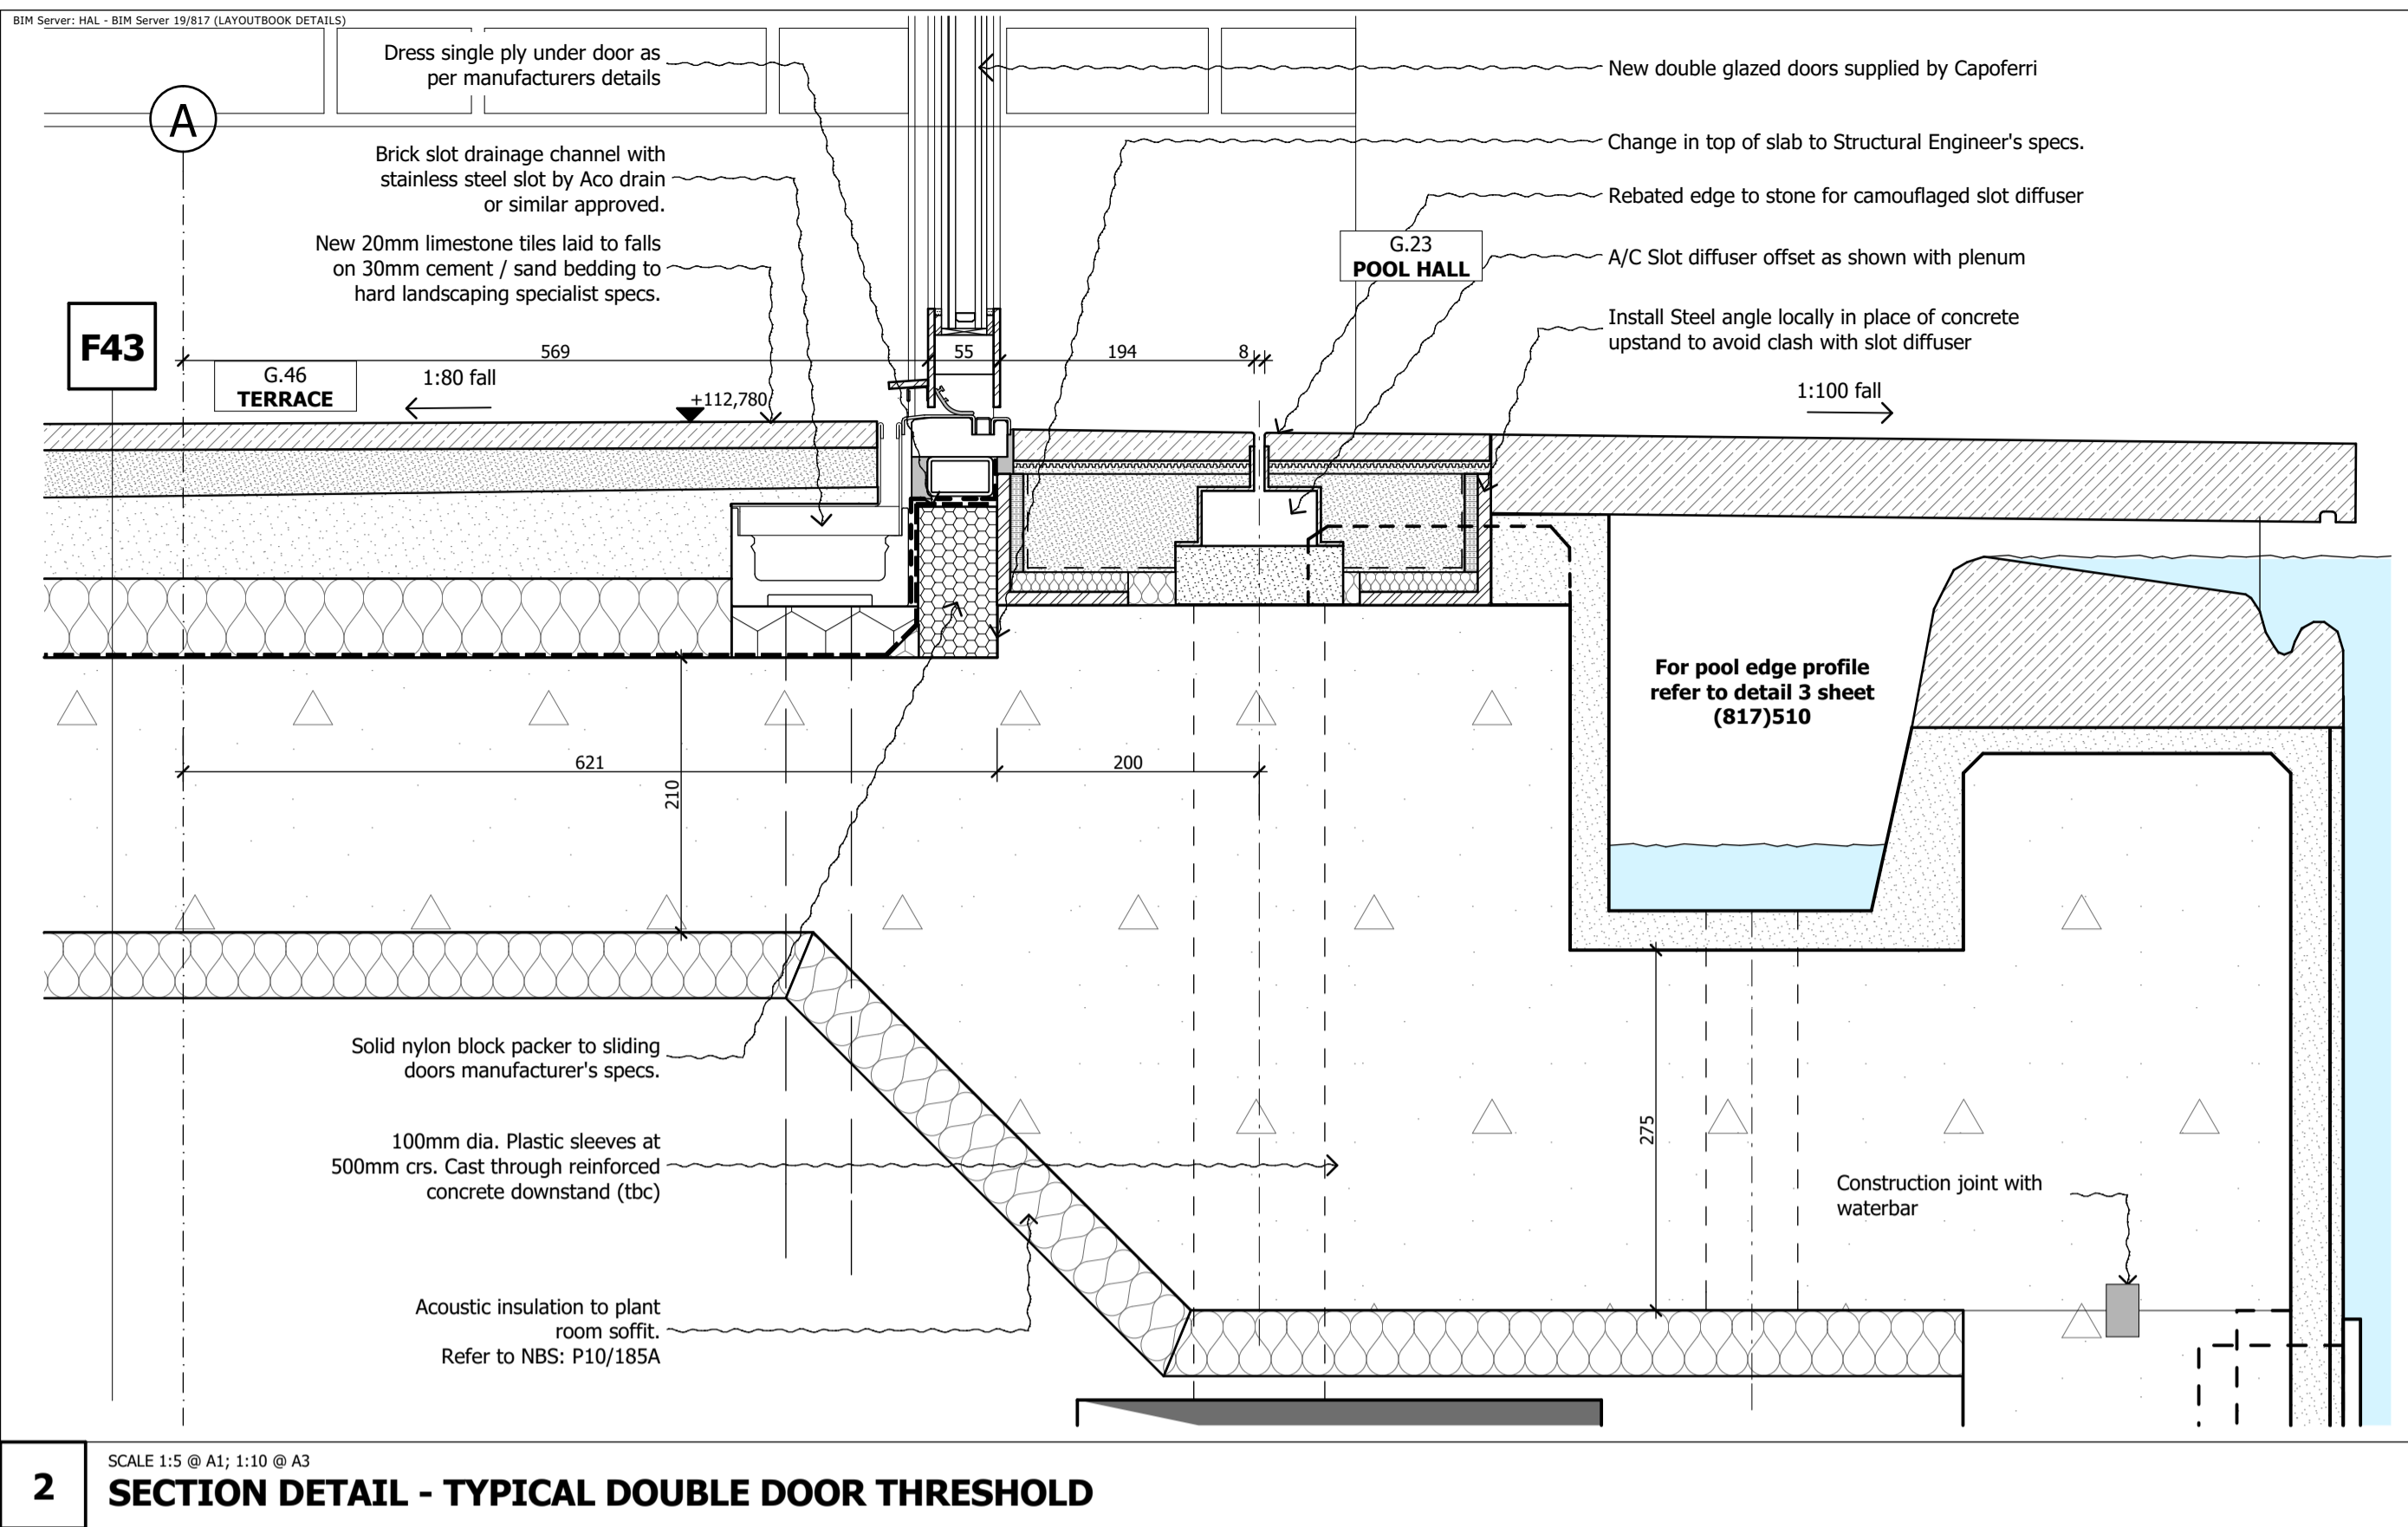 BIM Server: HAL - BIM Server 19/817 (LAYOUTBOOK DETAILS)
Dress single ply under door as
per manufacturers details
New double glazed doors supplied by Capoferri
A
Change in top of slab to Structural Engineer's specs.
Brick slot drainage channel with
stainless steel slot by Aco drain
or similar approved.
Rebated edge to stone for camouflaged slot diffuser
G.23
POOL HALL
A/C Slot diffuser offset as shown with plenum
New 20mm limestone tiles laid to falls
on 30mm cement / sand bedding to
hard landscaping specialist specs.
Install Steel angle locally in place of concrete
upstand to avoid clash with slot diffuser
F43
569
55
194
8
G.46
TERRACE
1:80 fall
+112,780
1:100 fall
For pool edge profile
refer to detail 3 sheet
(817)510
621
200
210
Solid nylon block packer to sliding
doors manufacturer's specs.
100mm dia. Plastic sleeves at
500mm crs. Cast through reinforced
concrete downstand (tbc)
275
Construction joint with
waterbar
Acoustic insulation to plant
room soffit.
Refer to NBS: P10/185A
2
SCALE 1:5 @ A1; 1:10 @ A3
SECTION DETAIL - TYPICAL DOUBLE DOOR THRESHOLD